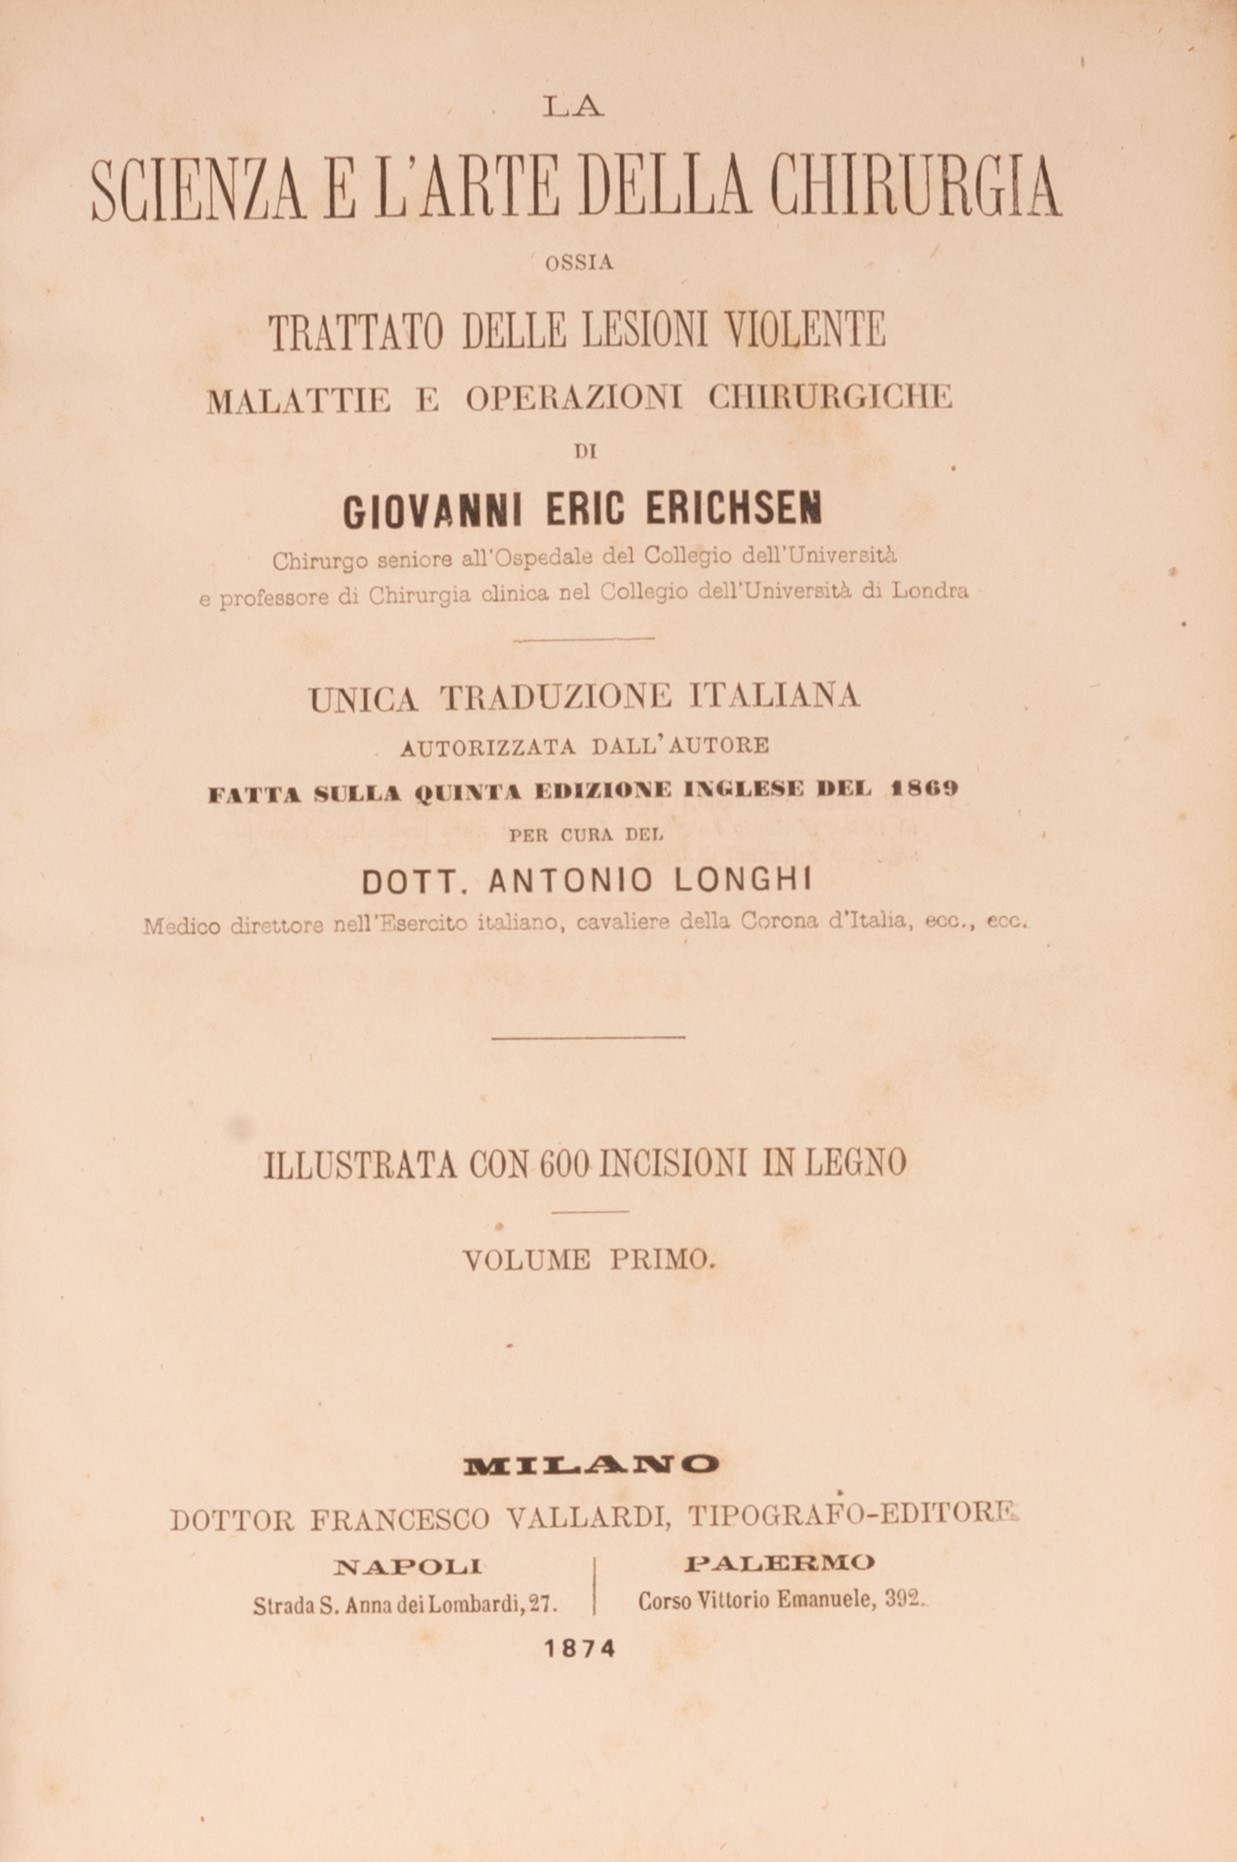 LA
SCIENZA E L'ARTE DELLA CHIRURGIA
OSSIA
TRATTATO DELLE LESIONI VIOLENTE
MALATTIE E OPERAZIONI CHIRURGICHE
DI
GIOVANNI ERIC ERICHSEN
Chirurgo seniore all'Ospedale del Collegio dell'Università
e professore di Chirurgia clinica nel Collegio dell'Università di Londra
UNICA TRADUZIONE ITALIANA
AUTORIZZATA DALL'AUTORE
FATTA SULLA QUINTA EDIZIONE INGLESE DEL 1869
PER CURA DEL
DOTT. ANTONIO LONGHI
Medico direttore nell'Esercito italiano, cavaliere della Corona d'Italia, ecc., ecc.
ILLUSTRATA CON 600 INCISIONI IN LEGNO
VOLUME PRIMO.
MILANO
DOTTOR FRANCESCO VALLARDI, TIPOGRAFO-EDITORE
NAPOLI
Strada S. Anna dei Lombardi, 27.
PALERMO
Corso Vittorio Emanuele, 392.
1874